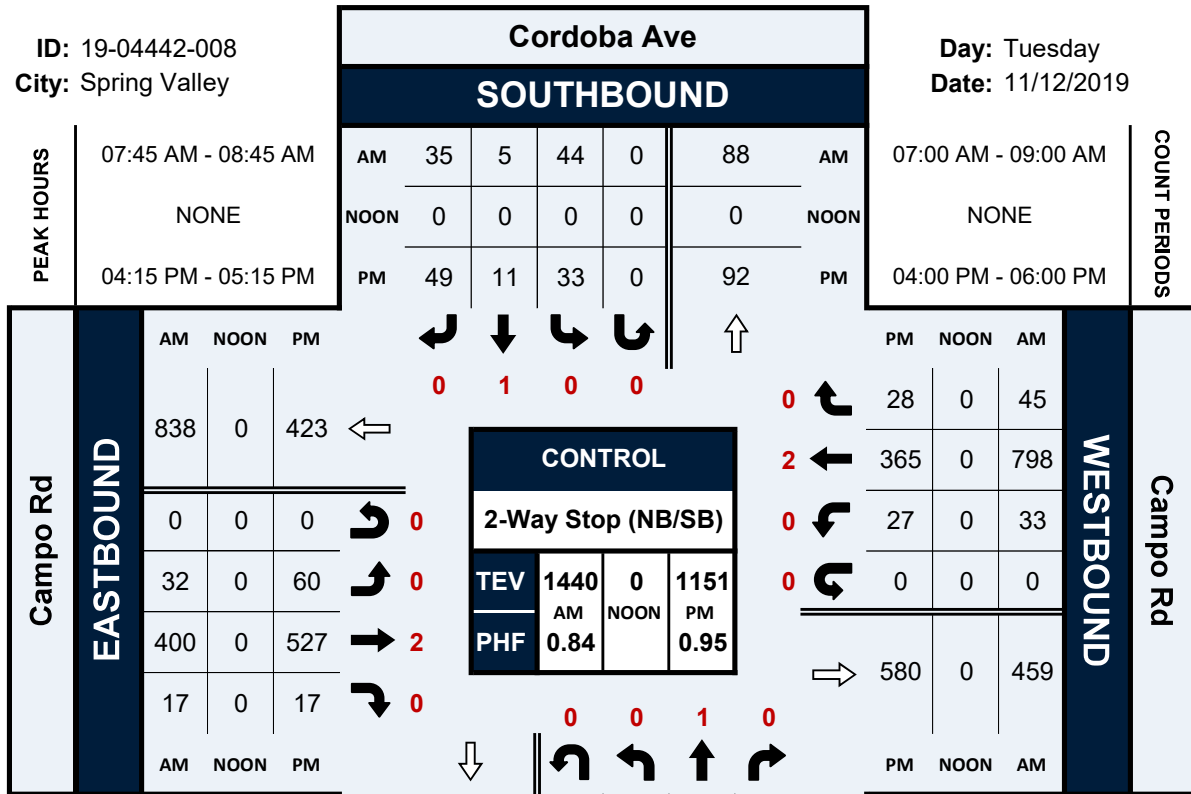 Cordoba Ave
ID: 19-04442-008
City: Spring Valley
Day: Tuesday
Date: 11/12/2019
SOUTHBOUND
PEAK HOURS
07:45 AM - 08:45 AM
NONE
04:15 PM - 05:15 PM
AM 35 5 44 0 88 AM
NOON 0 0 0 0 0 NOON
PM 49 11 33 0 92 PM
07:00 AM - 09:00 AM
NONE
04:00 PM - 06:00 PM
COUNT PERIODS
0 1 0 0
Campo Rd
EASTBOUND
AM NOON PM
838 0 423
0 0 0 0
32 0 60 0
400 0 527 2
17 0 17 0
AM NOON PM
CONTROL
2-Way Stop (NB/SB)
TEV 1440 0 1151
AM NOON PM
PHF 0.84 0.95
PM NOON AM
0 28 0 45
2 365 0 798
0 27 0 33
0 0 0 0
580 0 459
PM NOON AM
WESTBOUND
Campo Rd
0 0 1 0